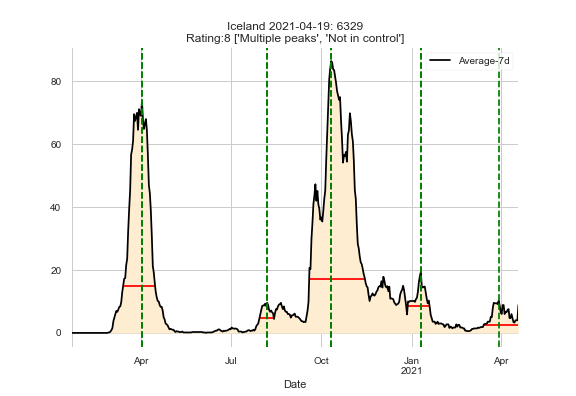 Iceland 2021-04-19: 6329
Rating:8 ['Multiple peaks', 'Not in control']
Average-7d
80
60
40
20
0
Apr
Jul
Oct
Jan
2021
Apr
Date